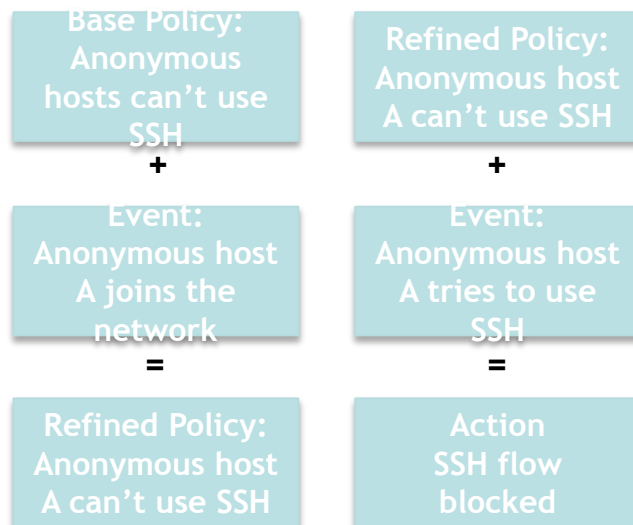 Base Policy:
Anonymous
hosts can't use
SSH
+
Event:
Anonymous host
A joins the
network
=
Refined Policy:
Anonymous host
A can't use SSH
Refined Policy:
Anonymous host
A can't use SSH
+
Event:
Anonymous host
A tries to use
SSH
=
Action
SSH flow
blocked